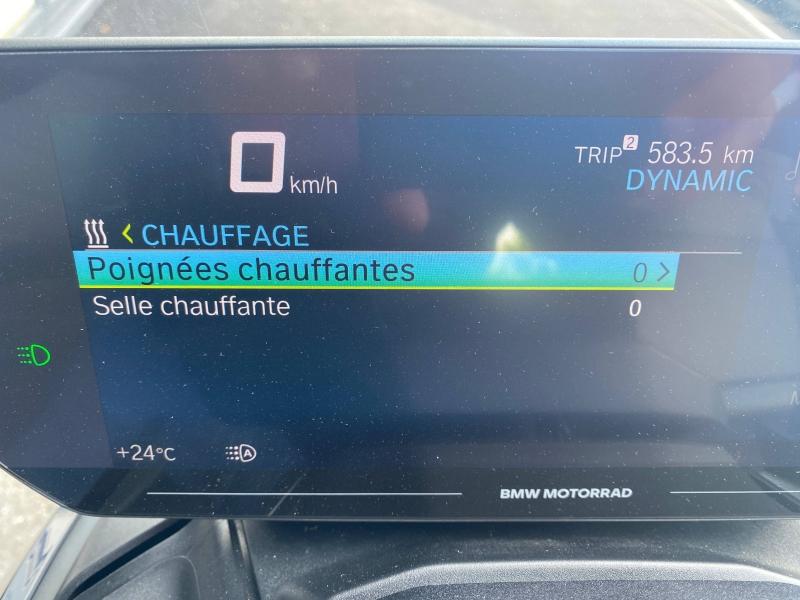 0 km/h
TRIP 2 583.5 km
DYNAMIC
< CHAUFFAGE
Poignées chauffantes 0 >
Selle chauffante 0
+24°C A
BMW MOTORRAD